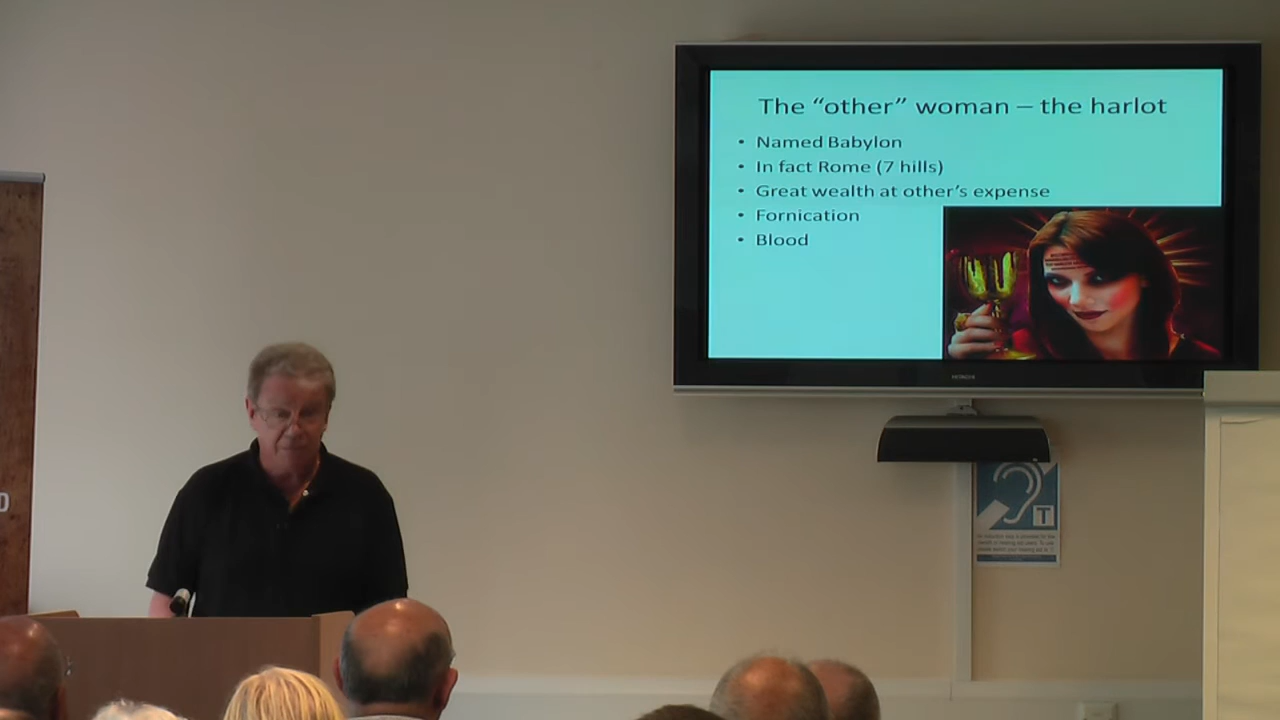 The “other” woman – the harlot
• Named Babylon
• In fact Rome (7 hills)
• Great wealth at other's expense
• Fornication
• Blood
HITACHI
D
T